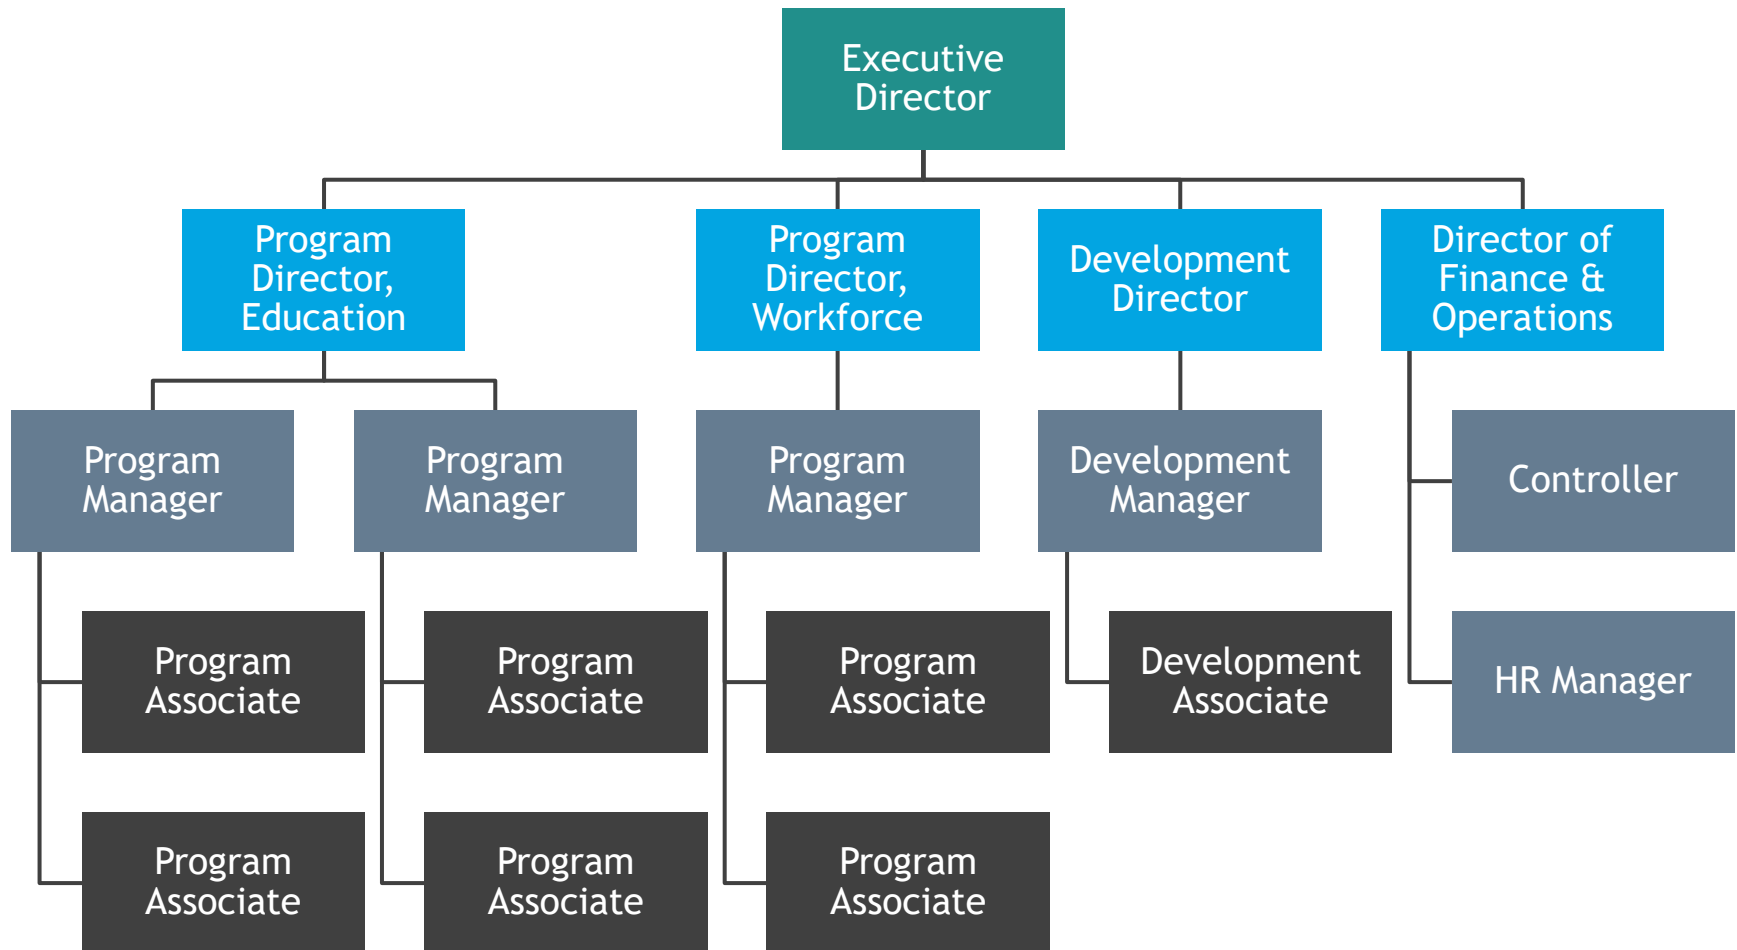 Executive
Director
Program
Director,
Education
Program
Director,
Workforce
Development
Director
Director of
Finance &
Operations
Program
Manager
Program
Manager
Program
Manager
Development
Manager
Controller
Program
Associate
Program
Associate
Program
Associate
Development
Associate
HR Manager
Program
Associate
Program
Associate
Program
Associate